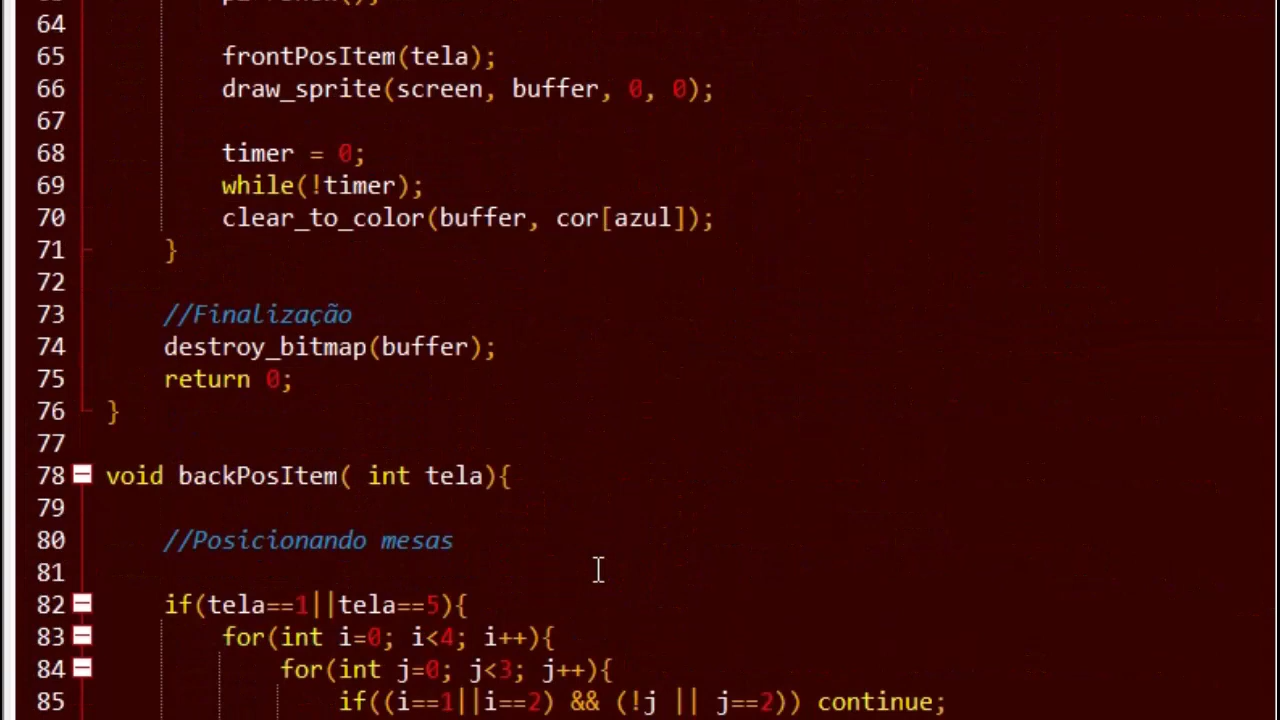 64
65 frontPosItem(tela);
66 draw_sprite(screen, buffer, 0, 0);
67
68 timer = 0;
69 while(!timer);
70 clear_to_color(buffer, cor[azul]);
71 }
72
73 //Finalização
74 destroy_bitmap(buffer);
75 return 0;
76 }
77
78 void backPosItem( int tela){
79
80 //Posicionando mesas
81
82 if(tela==1||tela==5){
83 for(int i=0; i<4; i++){
84 for(int j=0; j<3; j++){
85 if((i==1||i==2) && (!j || j==2)) continue;